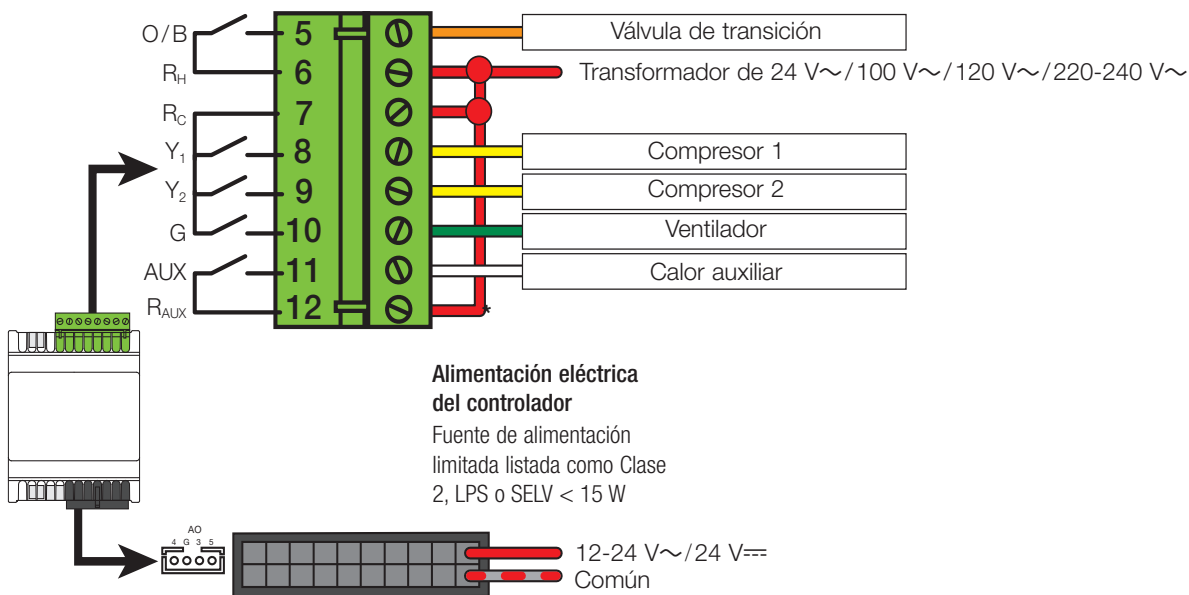 O/B 5 Válvula de transición
RH 6 Transformador de 24 V∼/100 V∼/120 V∼/220-240 V∼
RC 7
Y1 8 Compresor 1
Y2 9 Compresor 2
G 10 Ventilador
AUX 11 Calor auxiliar
RAUX 12 *
Alimentación eléctrica
del controlador
Fuente de alimentación
limitada listada como Clase
2, LPS o SELV < 15 W
AO
4 G 3 5
12-24 V∼/24 V⎓
Común